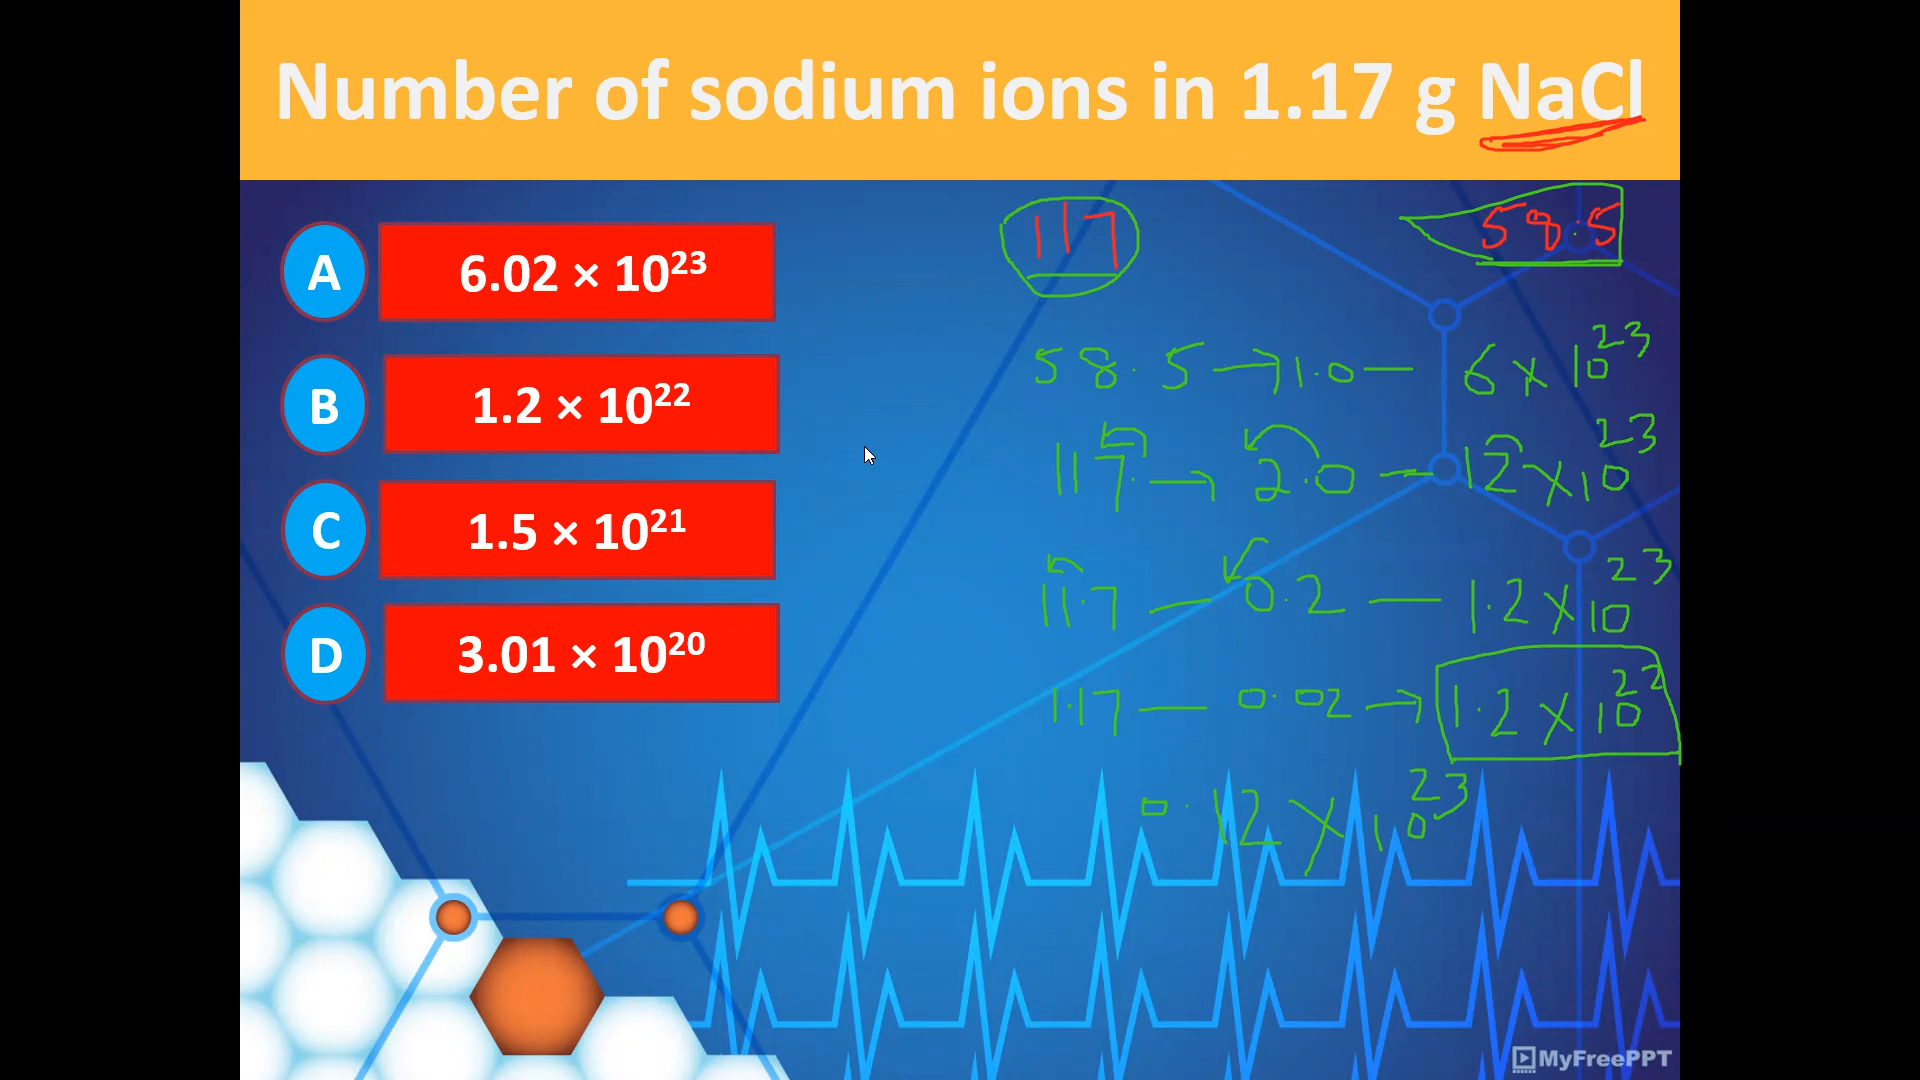 Number of sodium ions in 1.17 g NaCl
A 6.02 × 10²³
B 1.2 × 10²²
C 1.5 × 10²¹
D 3.01 × 10²⁰
117
58.5
58.5 → 1.0 — 6 × 10²³
117. → 2.0 — 12 × 10²³
11.7 — 0.2 — 1.2 × 10²³
1.17 — 0.02 → 1.2 × 10²²
0.12 × 10²³
MyFreePPT